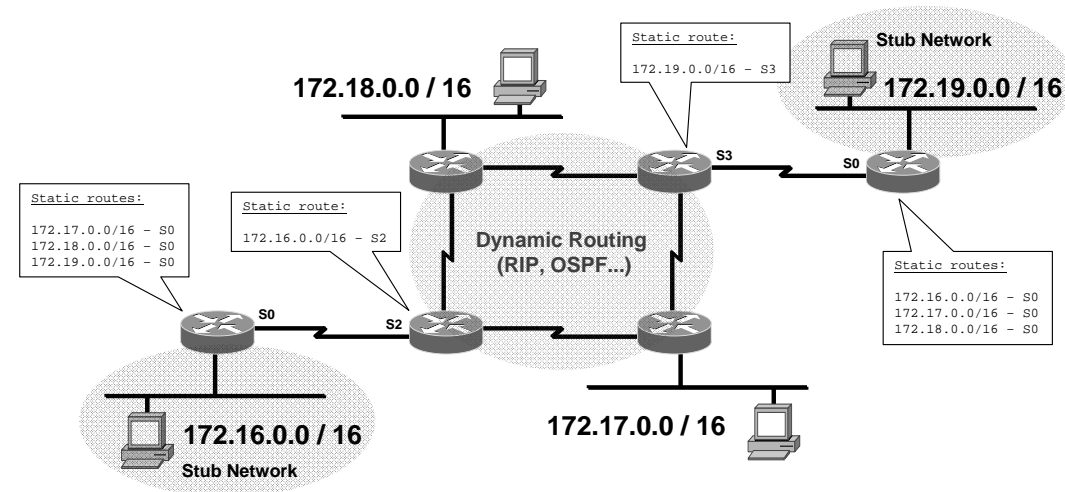 Static route:
172.19.0.0/16 – S3
Stub Network
172.19.0.0 / 16
172.18.0.0 / 16
S3
S0
Static routes:
172.17.0.0/16 – S0
172.18.0.0/16 – S0
172.19.0.0/16 – S0
Static route:
172.16.0.0/16 – S2
Dynamic Routing
(RIP, OSPF...)
Static routes:
172.16.0.0/16 – S0
172.17.0.0/16 – S0
172.18.0.0/16 – S0
S0
S2
172.16.0.0 / 16
Stub Network
172.17.0.0 / 16